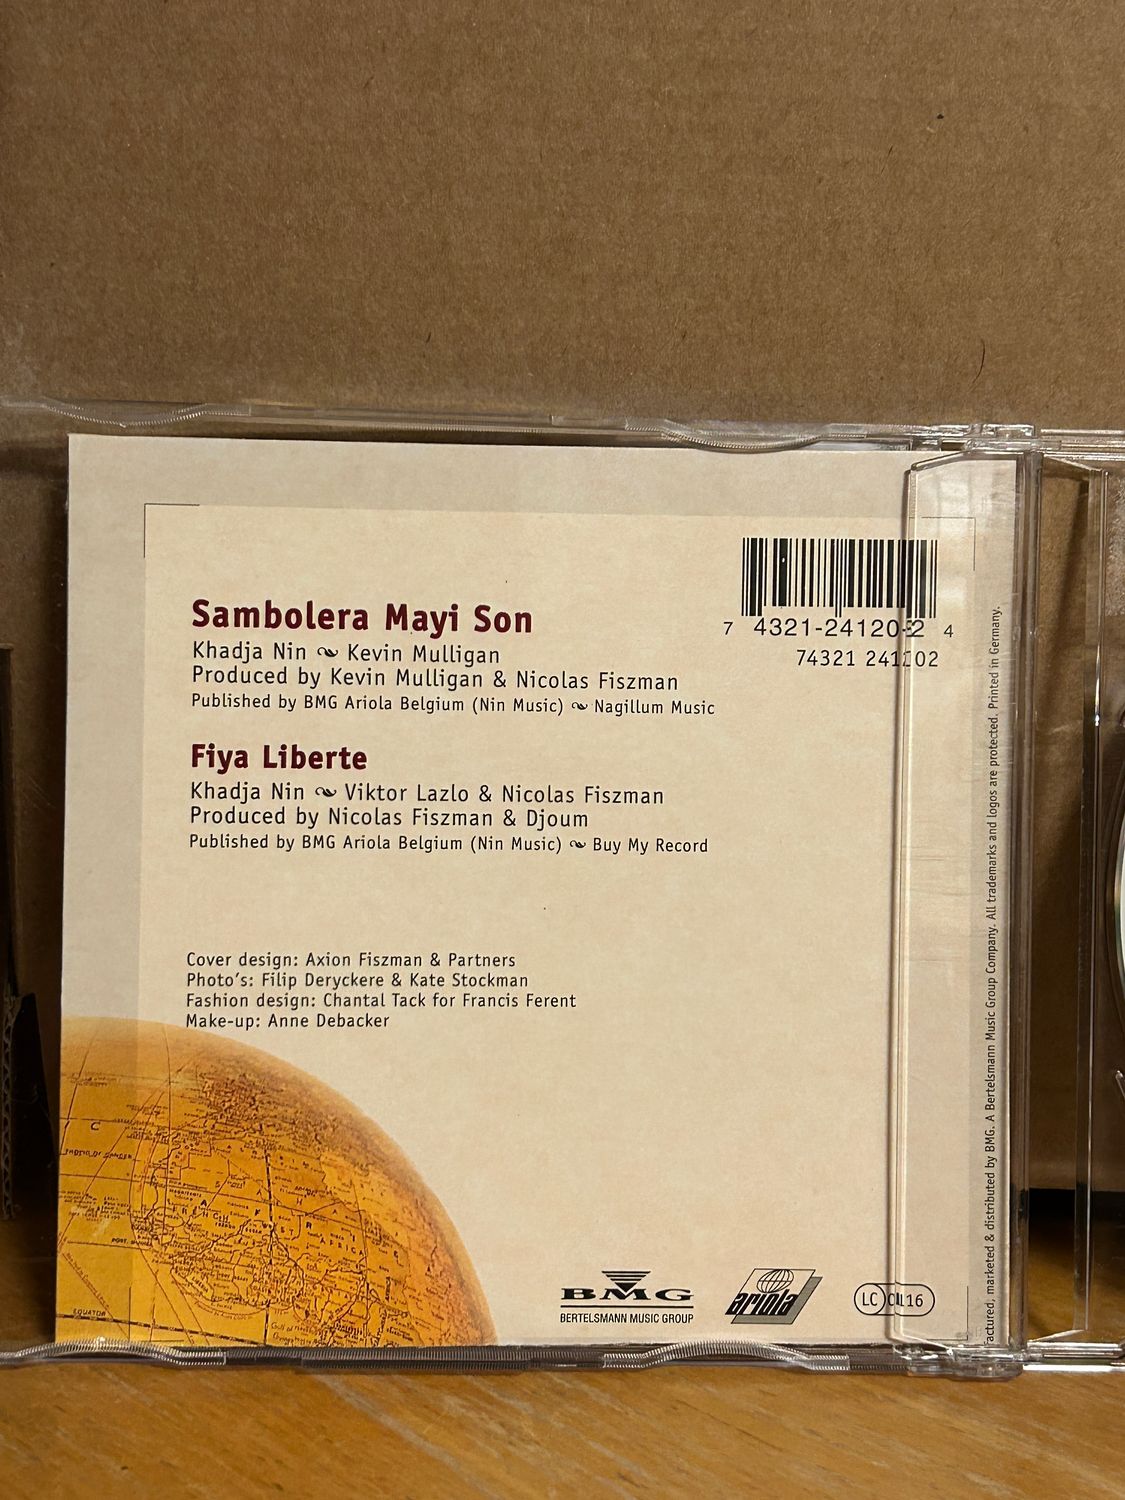 Sambolera Mayi Son
Khadja Nin ~ Kevin Mulligan
Produced by Kevin Mulligan & Nicolas Fiszman
Published by BMG Ariola Belgium (Nin Music) ~ Nagillum Music
Fiya Liberte
Khadja Nin ~ Viktor Lazlo & Nicolas Fiszman
Produced by Nicolas Fiszman & Djoum
Published by BMG Ariola Belgium (Nin Music) ~ Buy My Record
7 4321-24120-2 4
74321 241202
Cover design: Axion Fiszman & Partners
Photo's: Filip Deryckere & Kate Stockman
Fashion design: Chantal Tack for Francis Ferent
Make-up: Anne Debacker
EQUATOR
FRENCH
AFRICA
BMG
BERTELSMANN MUSIC GROUP
ariola
LC 0116
actured, marketed & distributed by BMG. A Bertelsmann Music Group Company. All trademarks and logos are protected. Printed in Germany.